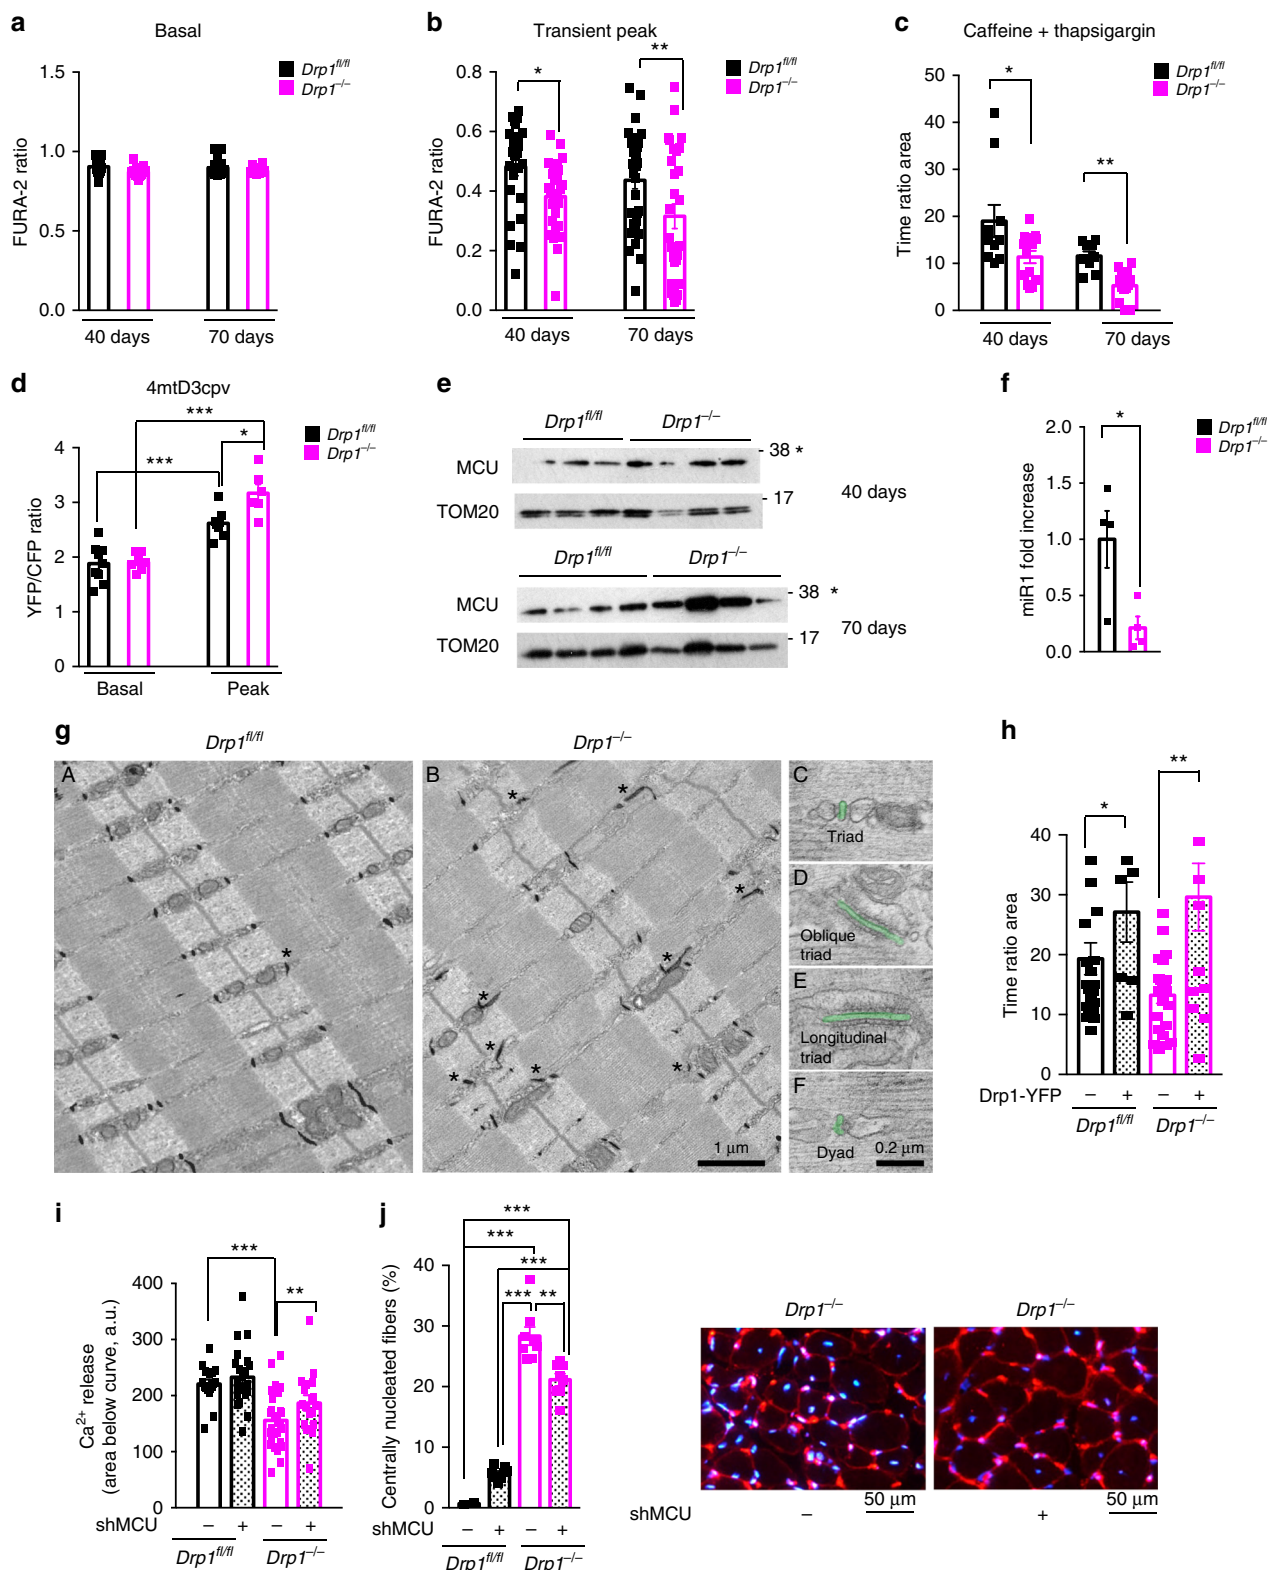 a
Basal
Drp1fl/fl
Drp1–/–
FURA-2 ratio
1.5
1.0
0.5
0.0
40 days
70 days
b
Transient peak
Drp1fl/fl
Drp1–/–
FURA-2 ratio
0.8
0.6
0.4
0.2
0.0
*
**
40 days
70 days
c
Caffeine + thapsigargin
Drp1fl/fl
Drp1–/–
Time ratio area
50
40
30
20
10
0
*
**
40 days
70 days
d
4mtD3cpv
Drp1fl/fl
Drp1–/–
YFP/CFP ratio
4
3
2
1
0
***
***
*
Basal
Peak
e
Drp1fl/fl
Drp1–/–
MCU
38 *
TOM20
17
40 days
Drp1fl/fl
Drp1–/–
MCU
38 *
TOM20
17
70 days
f
Drp1fl/fl
Drp1–/–
miR1 fold increase
2.0
1.5
1.0
0.5
0.0
*
g
Drp1fl/fl
Drp1–/–
A
*
B
* * * * * * * *
1 μm
C
Triad
D
Oblique
triad
E
Longitudinal
triad
F
Dyad
0.2 μm
h
Time ratio area
40
30
20
10
0
*
**
Drp1-YFP – + – +
Drp1fl/fl
Drp1–/–
i
Ca2+ release
(area below curve, a.u.)
400
300
200
100
0
***
**
shMCU – + – +
Drp1fl/fl
Drp1–/–
j
Centrally nucleated fibers (%)
40
30
20
10
0
***
***
***
***
**
shMCU – + – +
Drp1fl/fl
Drp1–/–
Drp1–/–
Drp1–/–
50 μm
50 μm
shMCU – +